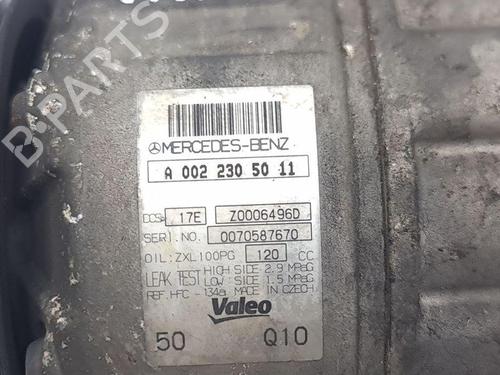 MERCEDES-BENZ
A 002 230 50 11
DCS 17E Z0006496D
SERI.NO. 0070587670
OIL:ZXL100PG 120 CC
LEAK TEST HIGH SIDE 2.9 MPaG
LOW SIDE 1.5 MPaG
REF.HFC-134a MADE IN CZECH
Valeo
50 Q10
B-PARTS